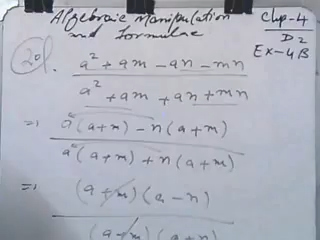 Algebraic Manipulation
and Formulae
Chp-4
D2
Ex-4B
20).
a² + am - an - mn
a² + am + an + mn
=> a(a+m) - n(a+m)
a(a+m) + n(a+m)
=> (a+m)(a-n)
(a+m)(a+n)